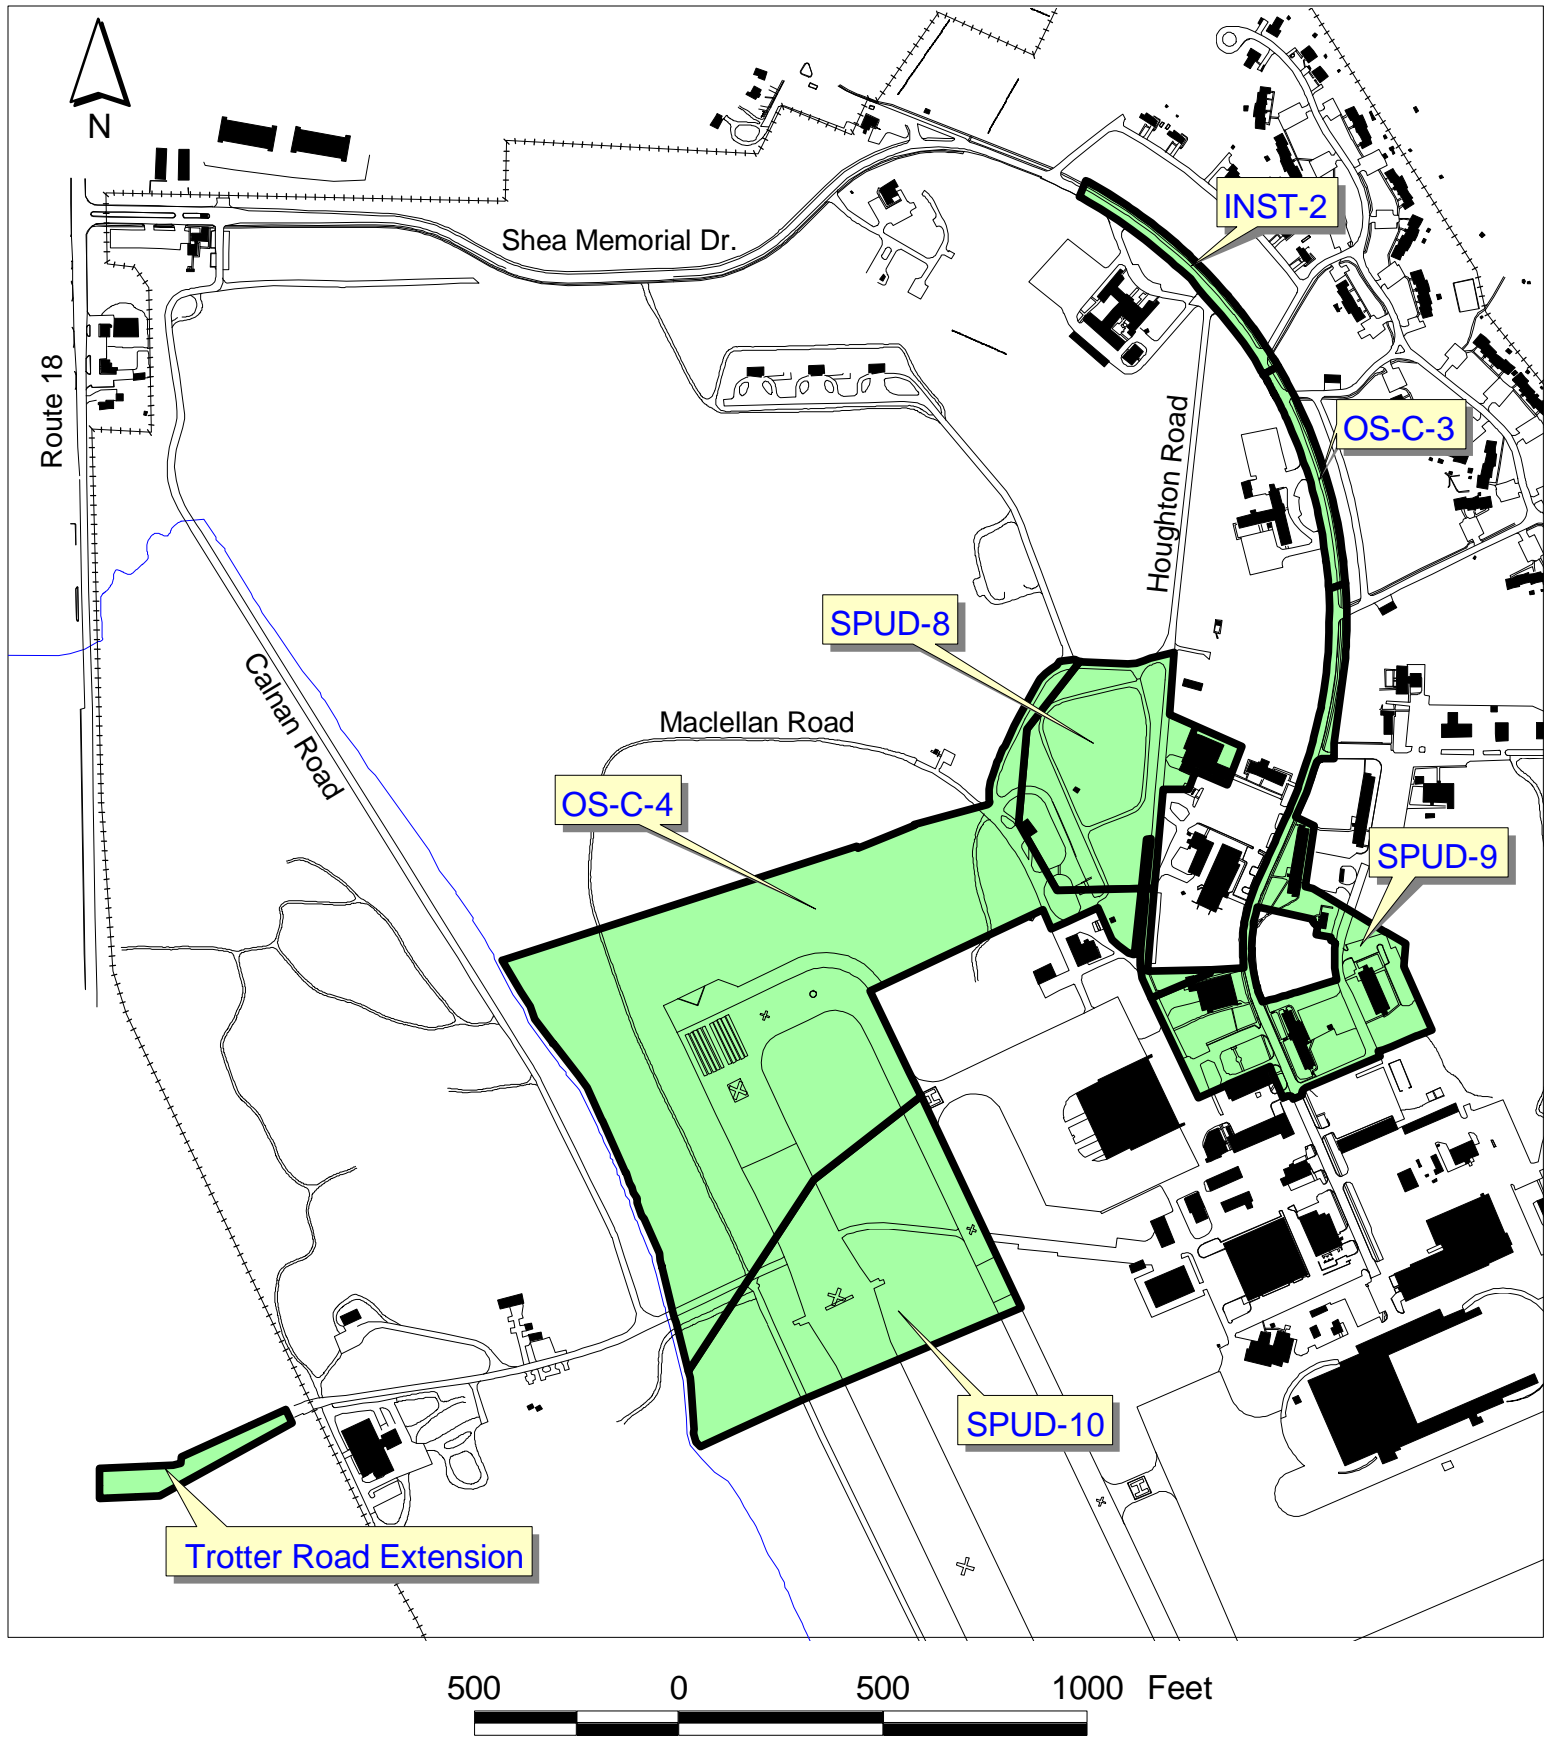 N
INST-2
Shea Memorial Dr.
Route 18
OS-C-3
Houghton Road
SPUD-8
Calnan Road
Maclellan Road
OS-C-4
SPUD-9
SPUD-10
Trotter Road Extension
500 0 500 1000 Feet